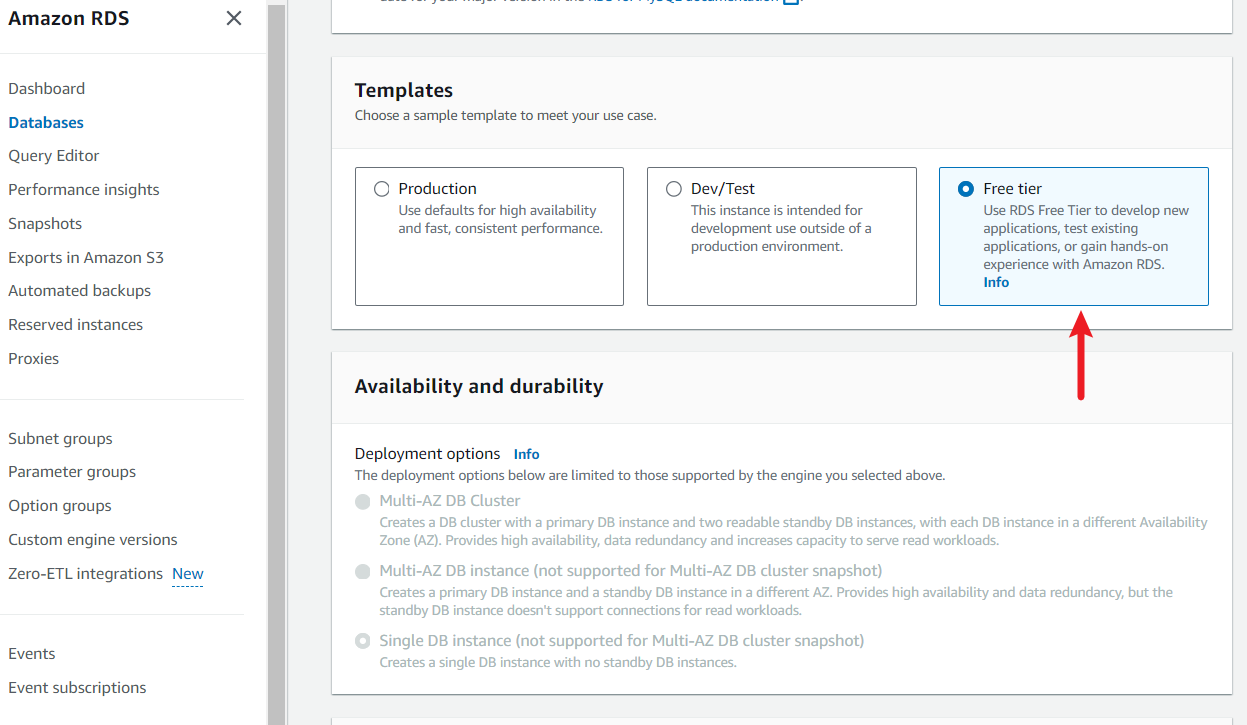 Amazon RDS
Dashboard
Databases
Query Editor
Performance insights
Snapshots
Exports in Amazon S3
Automated backups
Reserved instances
Proxies
Subnet groups
Parameter groups
Option groups
Custom engine versions
Zero-ETL integrations New
Events
Event subscriptions
Templates
Choose a sample template to meet your use case.
Production
Use defaults for high availability
and fast, consistent performance.
Dev/Test
This instance is intended for
development use outside of a
production environment.
Free tier
Use RDS Free Tier to develop new
applications, test existing
applications, or gain hands-on
experience with Amazon RDS.
Info
Availability and durability
Deployment options Info
The deployment options below are limited to those supported by the engine you selected above.
Multi-AZ DB Cluster
Creates a DB cluster with a primary DB instance and two readable standby DB instances, with each DB instance in a different Availability
Zone (AZ). Provides high availability, data redundancy and increases capacity to serve read workloads.
Multi-AZ DB instance (not supported for Multi-AZ DB cluster snapshot)
Creates a primary DB instance and a standby DB instance in a different AZ. Provides high availability and data redundancy, but the
standby DB instance doesn't support connections for read workloads.
Single DB instance (not supported for Multi-AZ DB cluster snapshot)
Creates a single DB instance with no standby DB instances.